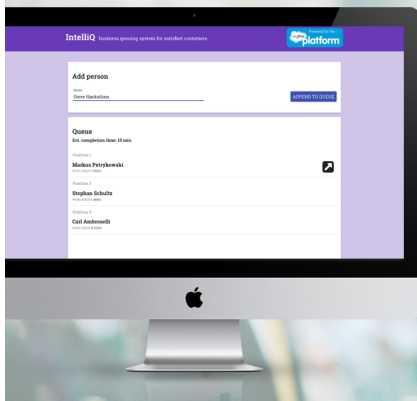 IntelliQ business queuing system for satisfied customers
Powered by the
platform
Add person
Name
Steve Hackathon
APPEND TO QUEUE
Queue
Est. completion time: 15 min
Position 1
Markus Petrykowski
Position 2
Stephan Schultz
Position 3
Carl Ambroselli